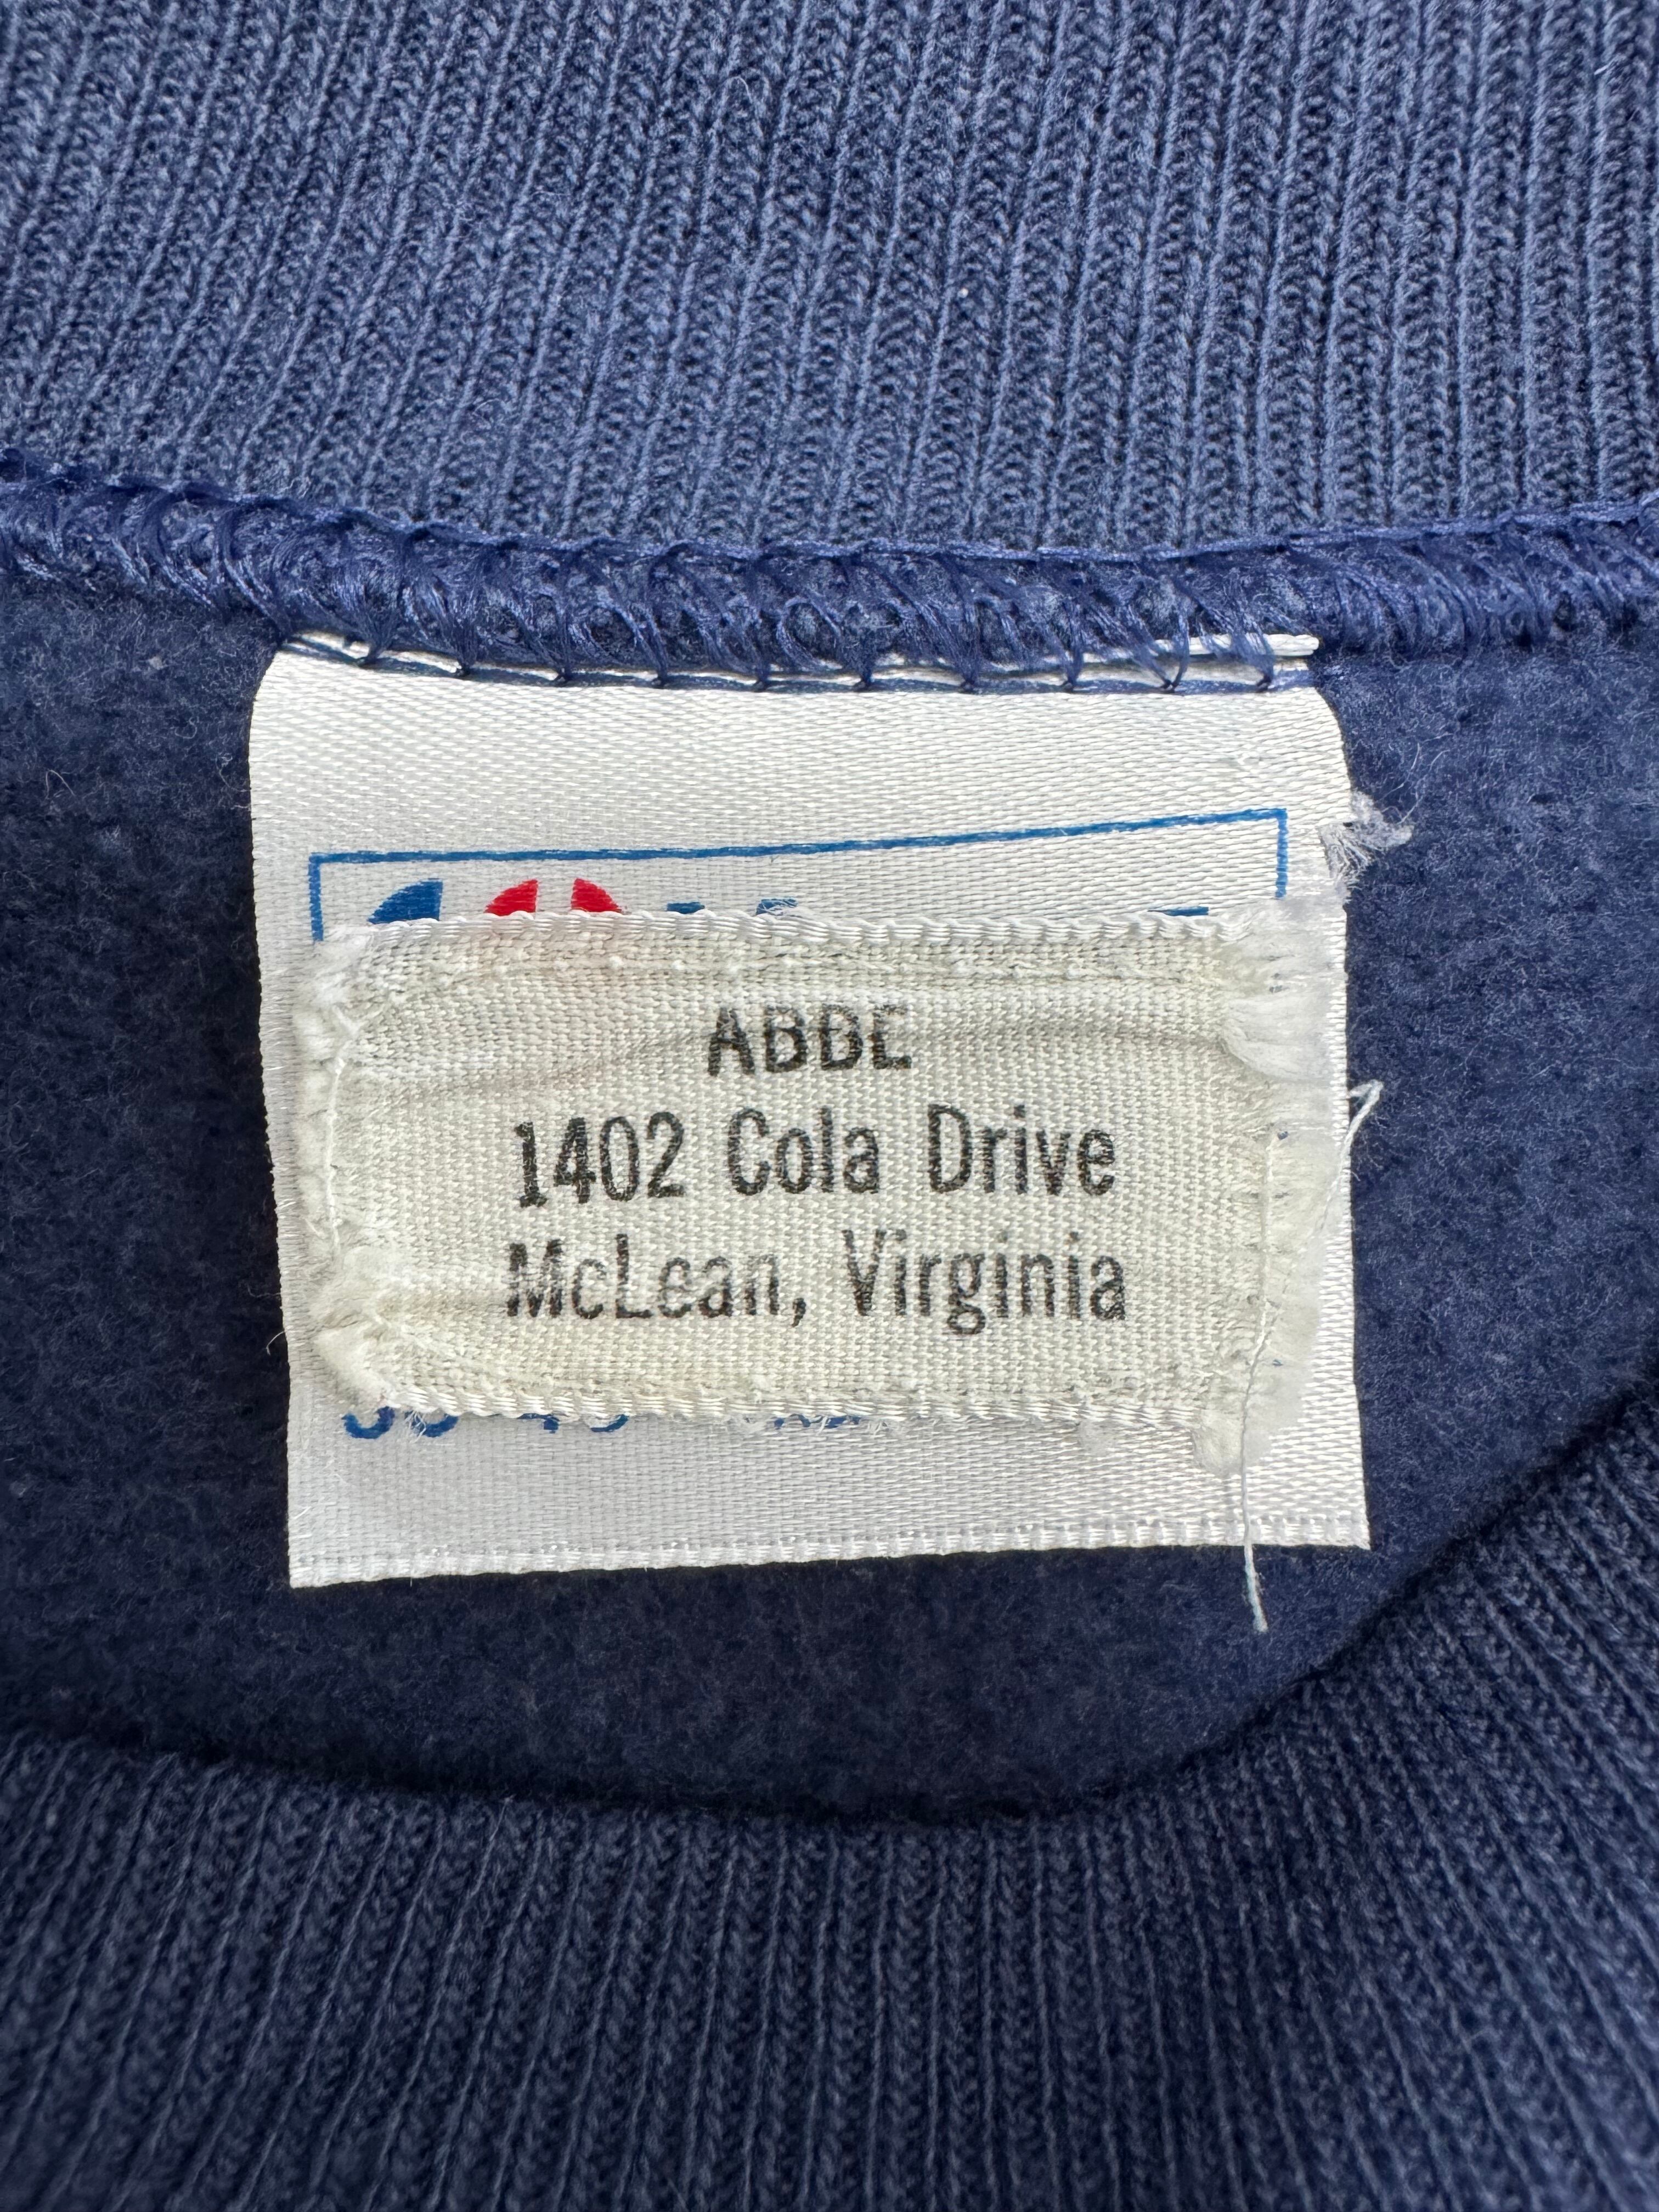 ABBE
1402 Cola Drive
McLean, Virginia